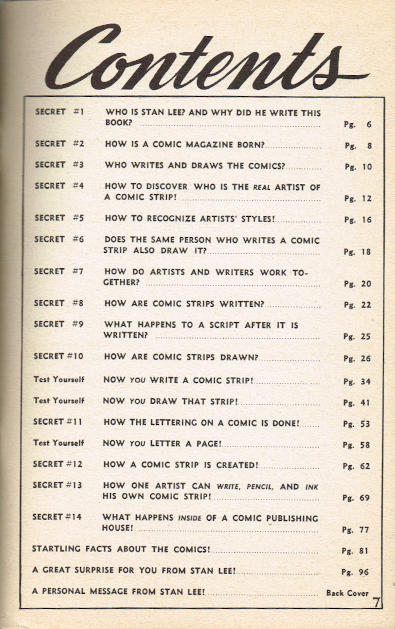 Contents
SECRET #1 WHO IS STAN LEE? AND WHY DID HE WRITE THIS
BOOK? Pg. 6
SECRET #2 HOW IS A COMIC MAGAZINE BORN? Pg. 8
SECRET #3 WHO WRITES AND DRAWS THE COMICS? Pg. 10
SECRET #4 HOW TO DISCOVER WHO IS THE REAL ARTIST OF
A COMIC STRIP! Pg. 12
SECRET #5 HOW TO RECOGNIZE ARTISTS' STYLES! Pg. 16
SECRET #6 DOES THE SAME PERSON WHO WRITES A COMIC
STRIP ALSO DRAW IT? Pg. 18
SECRET #7 HOW DO ARTISTS AND WRITERS WORK TO-
GETHER? Pg. 20
SECRET #8 HOW ARE COMIC STRIPS WRITTEN? Pg. 22
SECRET #9 WHAT HAPPENS TO A SCRIPT AFTER IT IS
WRITTEN? Pg. 25
SECRET #10 HOW ARE COMIC STRIPS DRAWN? Pg. 26
Test Yourself NOW YOU WRITE A COMIC STRIP! Pg. 34
Test Yourself NOW YOU DRAW THAT STRIP! Pg. 41
SECRET #11 HOW THE LETTERING ON A COMIC IS DONE! Pg. 53
Test Yourself NOW YOU LETTER A PAGE! Pg. 58
SECRET #12 HOW A COMIC STRIP IS CREATED! Pg. 62
SECRET #13 HOW ONE ARTIST CAN WRITE, PENCIL, AND INK
HIS OWN COMIC STRIP! Pg. 69
SECRET #14 WHAT HAPPENS INSIDE OF A COMIC PUBLISHING
HOUSE! Pg. 77
STARTLING FACTS ABOUT THE COMICS! Pg. 81
A GREAT SURPRISE FOR YOU FROM STAN LEE! Pg. 96
A PERSONAL MESSAGE FROM STAN LEE! Back Cover
7